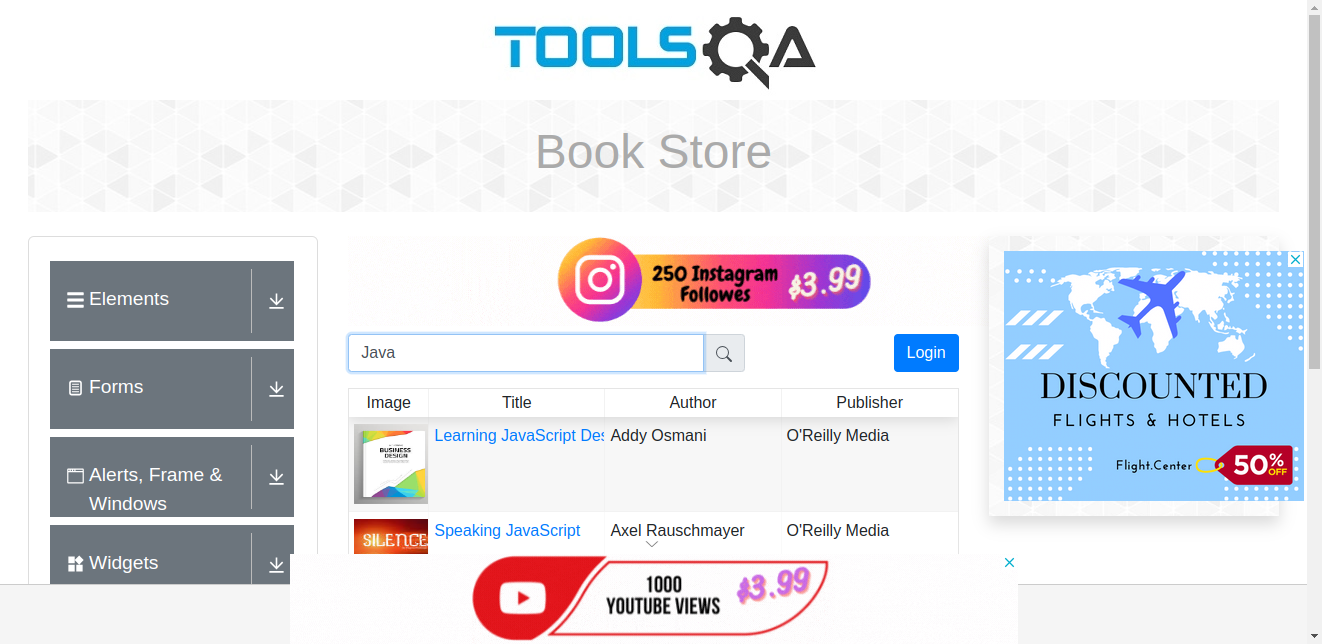 TOOLSQA
Book Store
Elements
Forms
Alerts, Frame &
Windows
Widgets
250 Instagram
Followes
$3.99
Java
Login
Image Title Author Publisher
BUSINESS
DESIGN
Learning JavaScript Des Addy Osmani O'Reilly Media
SILENCE
Speaking JavaScript Axel Rauschmayer O'Reilly Media
DISCOUNTED
FLIGHTS & HOTELS
Flight.Center
50% OFF
1000
YOUTUBE VIEWS
$3.99